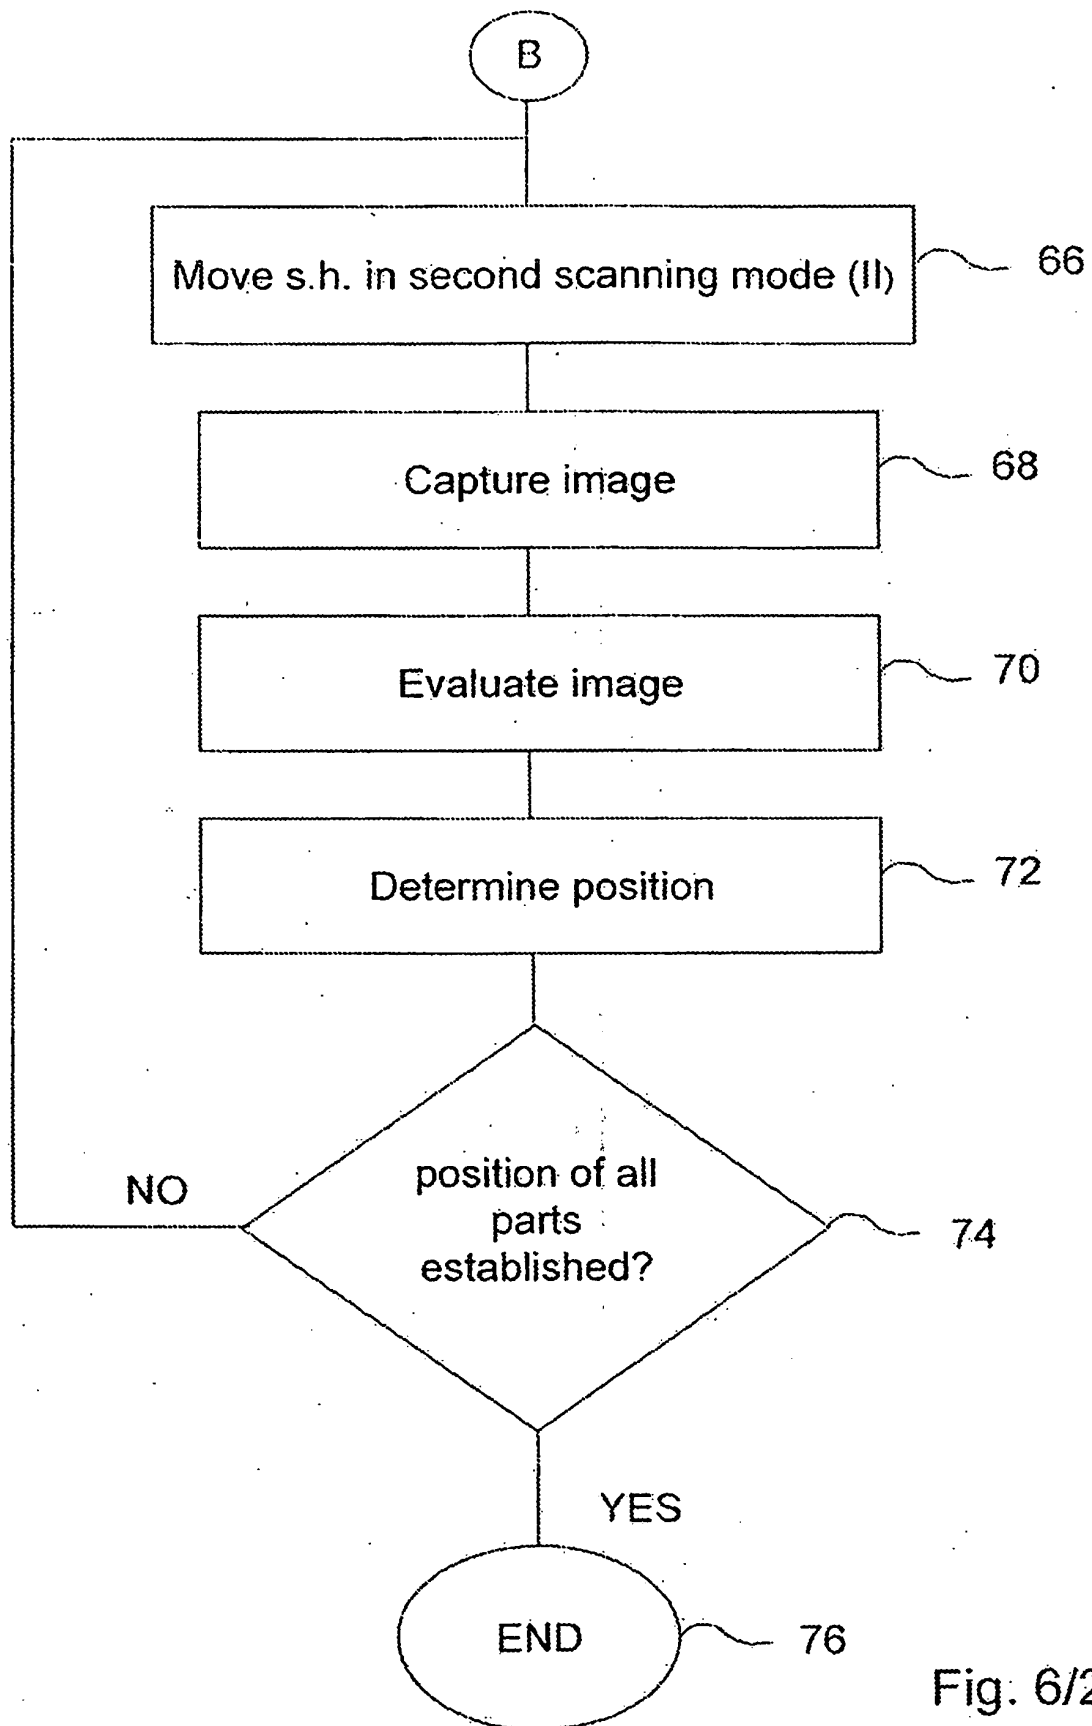 B
Move s.h. in second scanning mode (II)
66
Capture image
68
Evaluate image
70
Determine position
72
position of all
parts
established?
74
NO
YES
END
76
Fig. 6/2